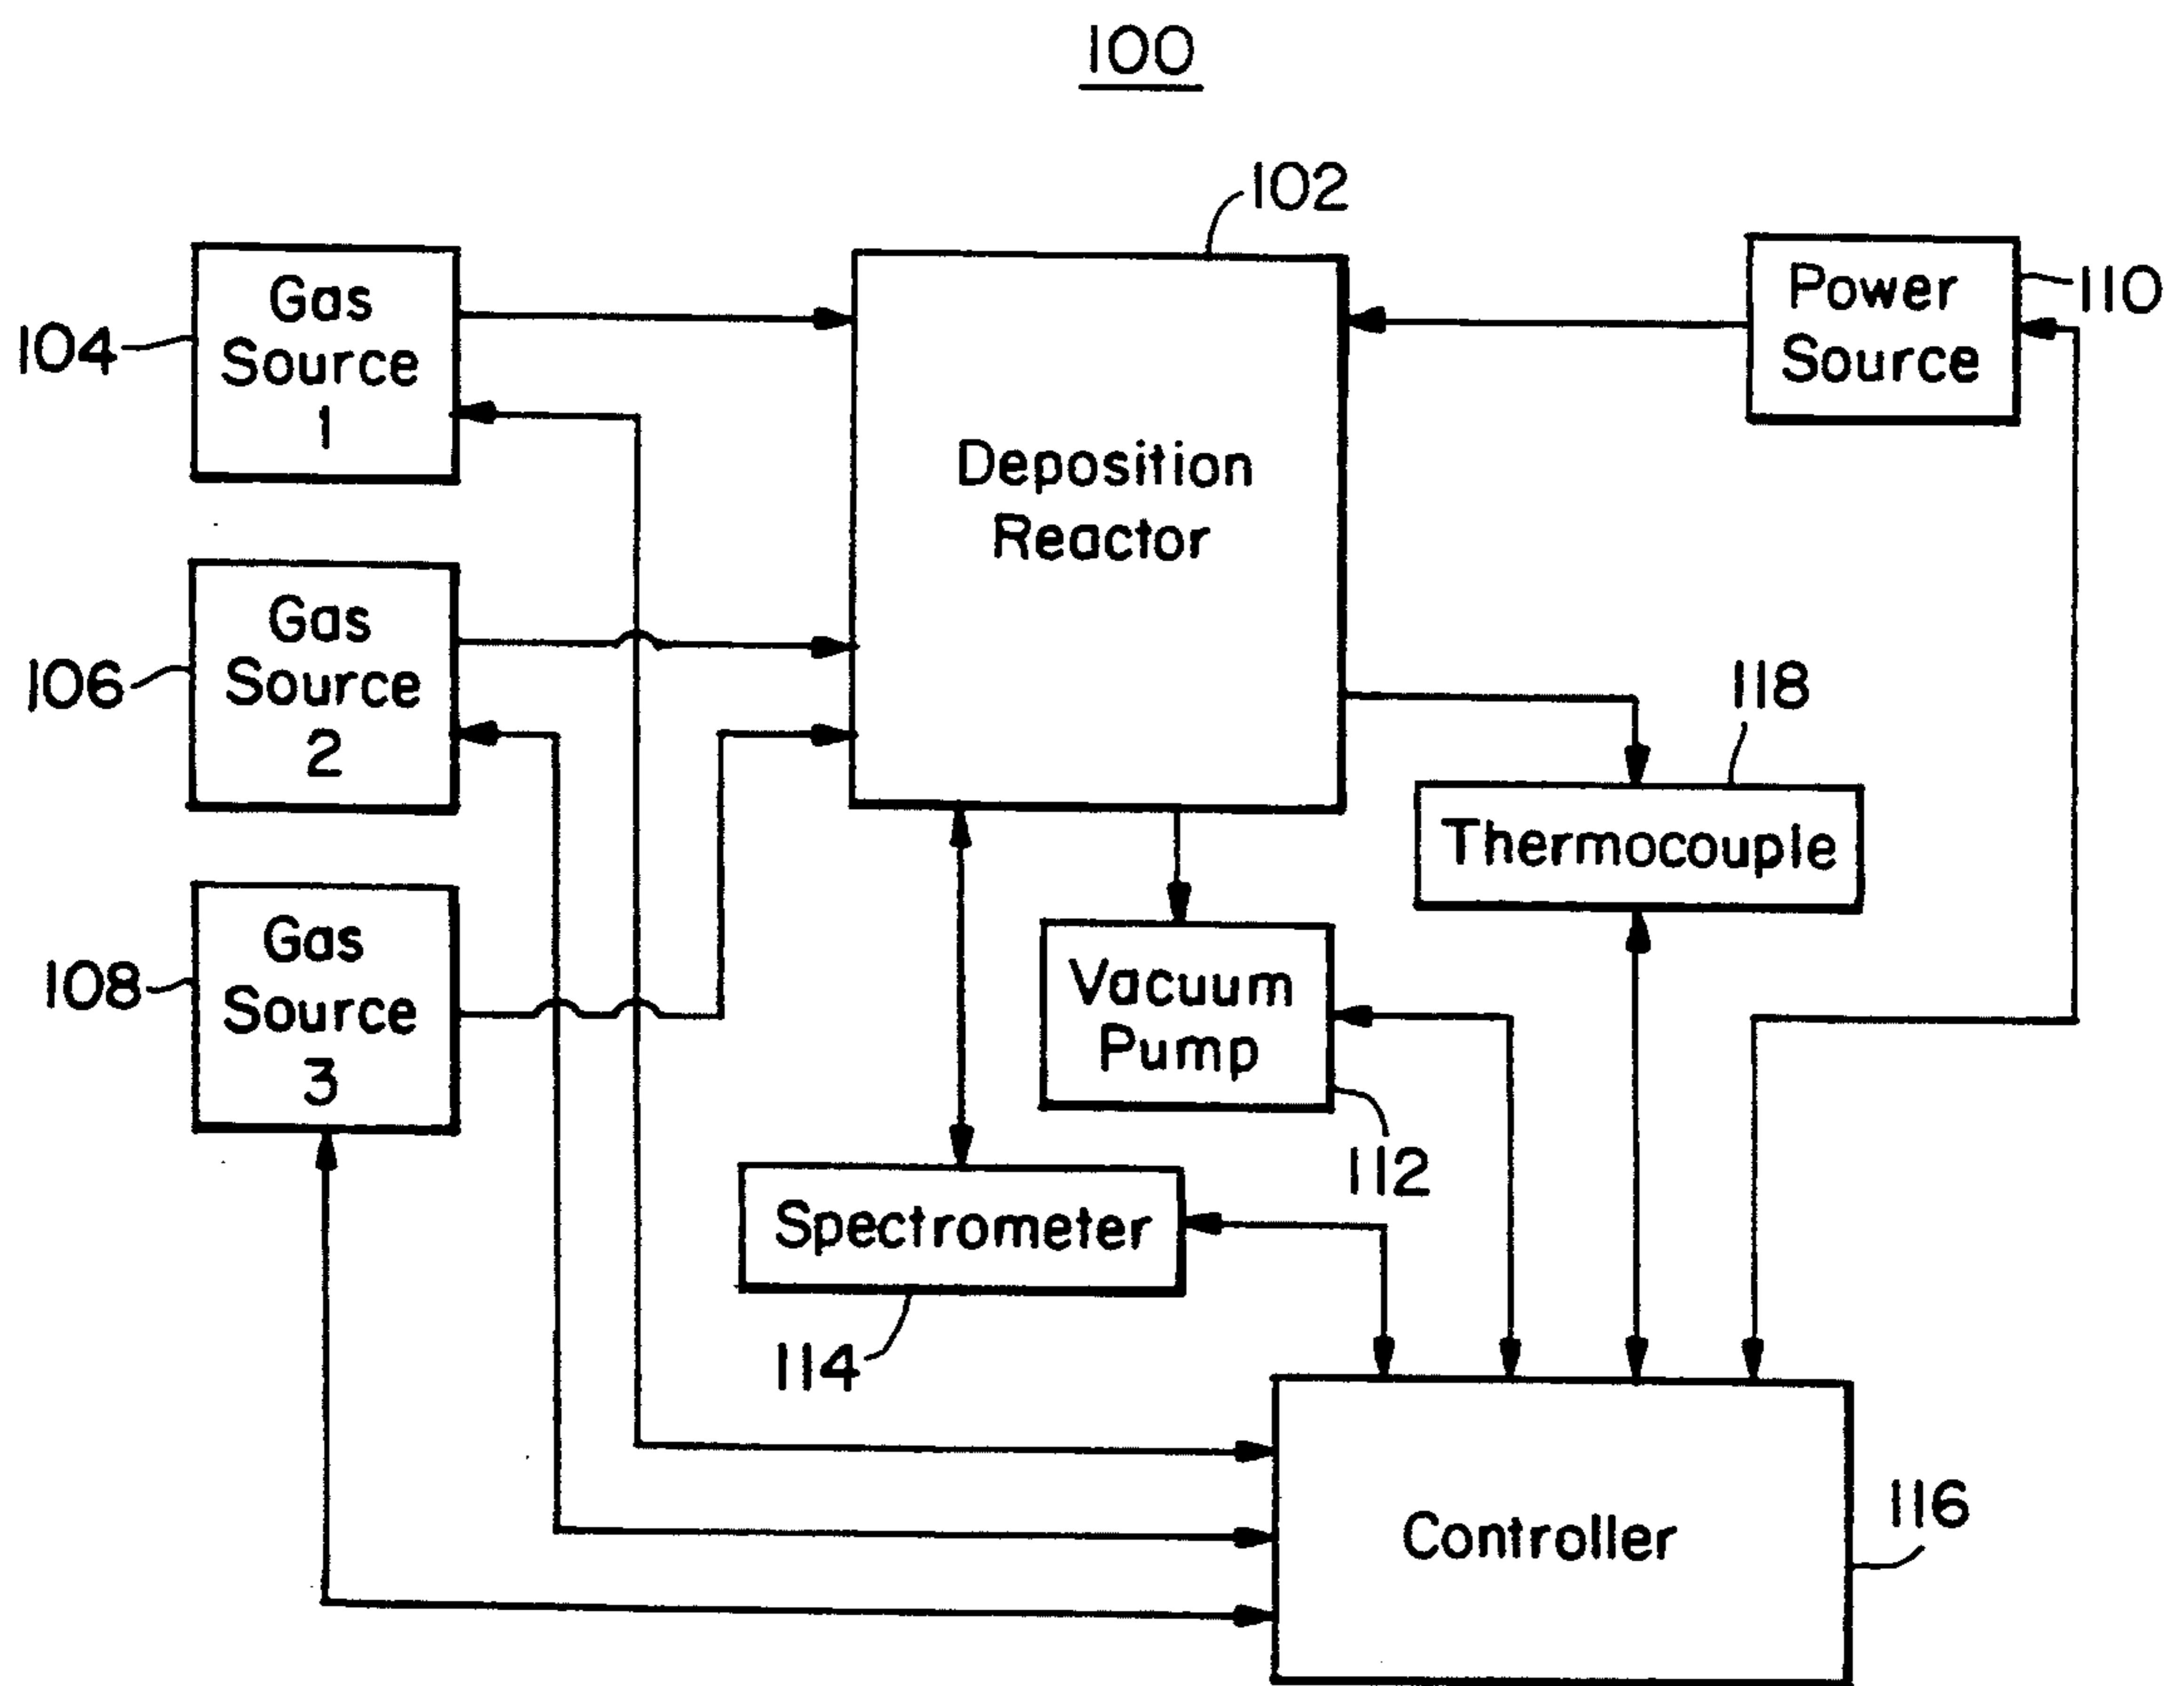 100
102
Gas
Source
1
104
Deposition
Reactor
Power
Source
110
Gas
Source
2
106
118
Thermocouple
Gas
Source
3
108
Vacuum
Pump
112
Spectrometer
114
Controller
116